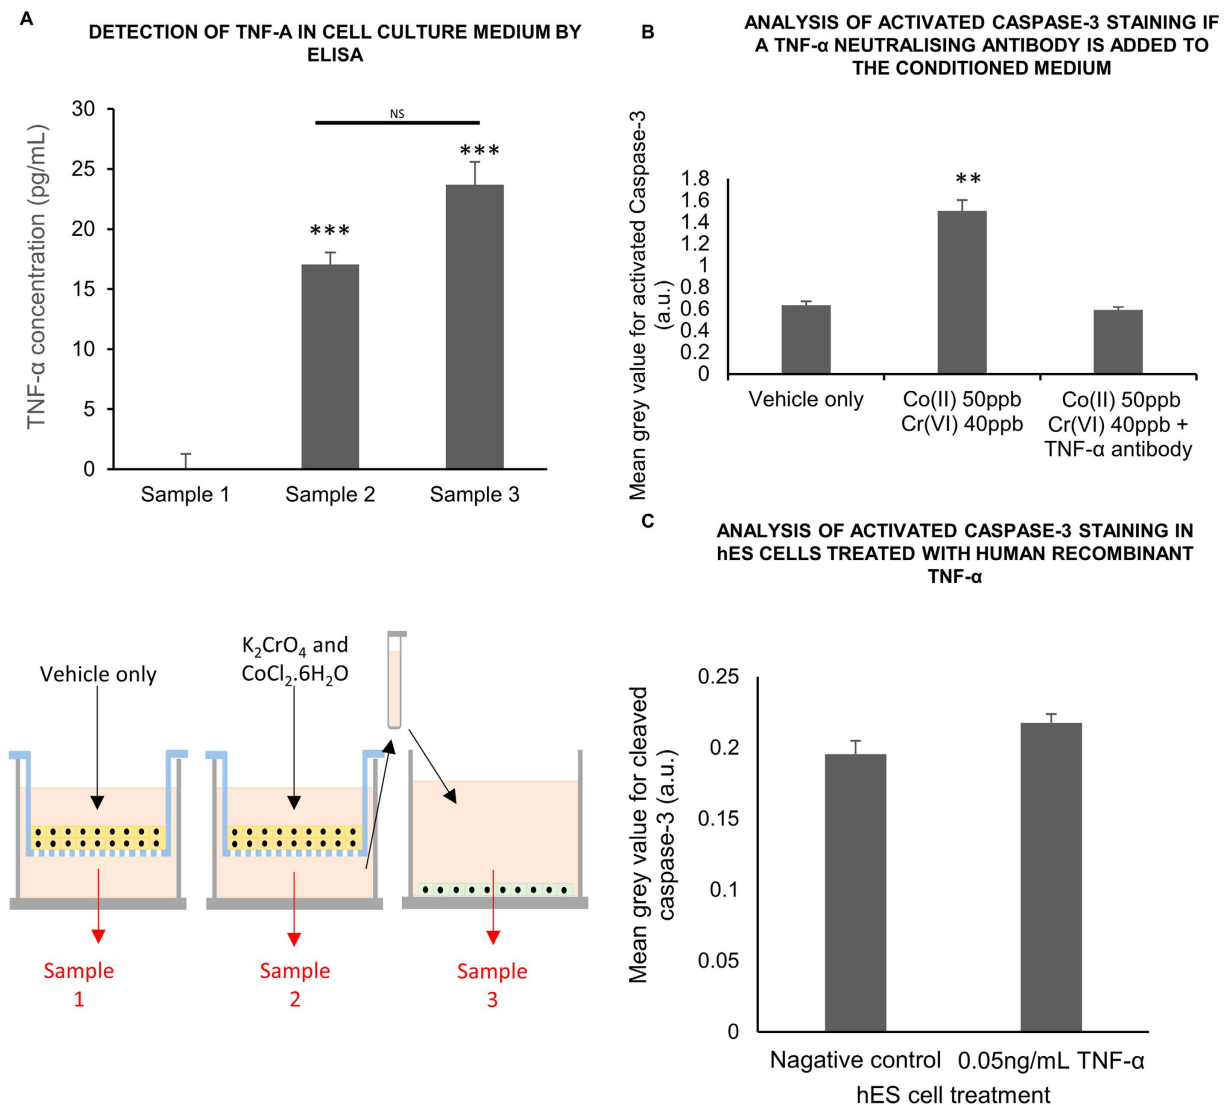 A
DETECTION OF TNF-A IN CELL CULTURE MEDIUM BY
ELISA
TNF-α concentration (pg/mL)
30
25
20
15
10
5
0
NS
***
***
Sample 1
Sample 2
Sample 3
Vehicle only
K₂CrO₄ and
CoCl₂.6H₂O
Sample
1
Sample
2
Sample
3
B
ANALYSIS OF ACTIVATED CASPASE-3 STAINING IF
A TNF-α NEUTRALISING ANTIBODY IS ADDED TO
THE CONDITIONED MEDIUM
Mean grey value for activated Caspase-3
(a.u.)
1.8
1.6
1.4
1.2
1
0.8
0.6
0.4
0.2
0
**
Vehicle only
Co(II) 50ppb
Cr(VI) 40ppb
Co(II) 50ppb
Cr(VI) 40ppb +
TNF-α antibody
C
ANALYSIS OF ACTIVATED CASPASE-3 STAINING IN
hES CELLS TREATED WITH HUMAN RECOMBINANT
TNF-α
Mean grey value for cleaved
caspase-3 (a.u.)
0.25
0.2
0.15
0.1
0.05
0
Nagative control
0.05ng/mL TNF-α
hES cell treatment